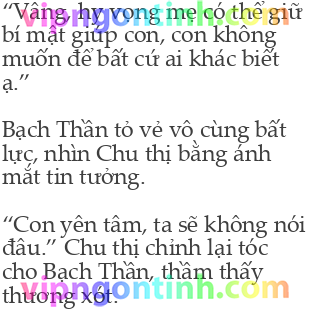 “Vâng, hy vọng mẹ có thể giữ
bí mật giúp con, con không
muốn để bất cứ ai khác biết
ạ.”
Bạch Thần tỏ vẻ vô cùng bất
lực, nhìn Chu thị bằng ánh
mắt tin tưởng.
“Con yên tâm, ta sẽ không nói
đâu.” Chu thị chỉnh lại tóc
cho Bạch Thần, thầm thấy
thương xót.
vipngontinh.com
vipngontinh.com